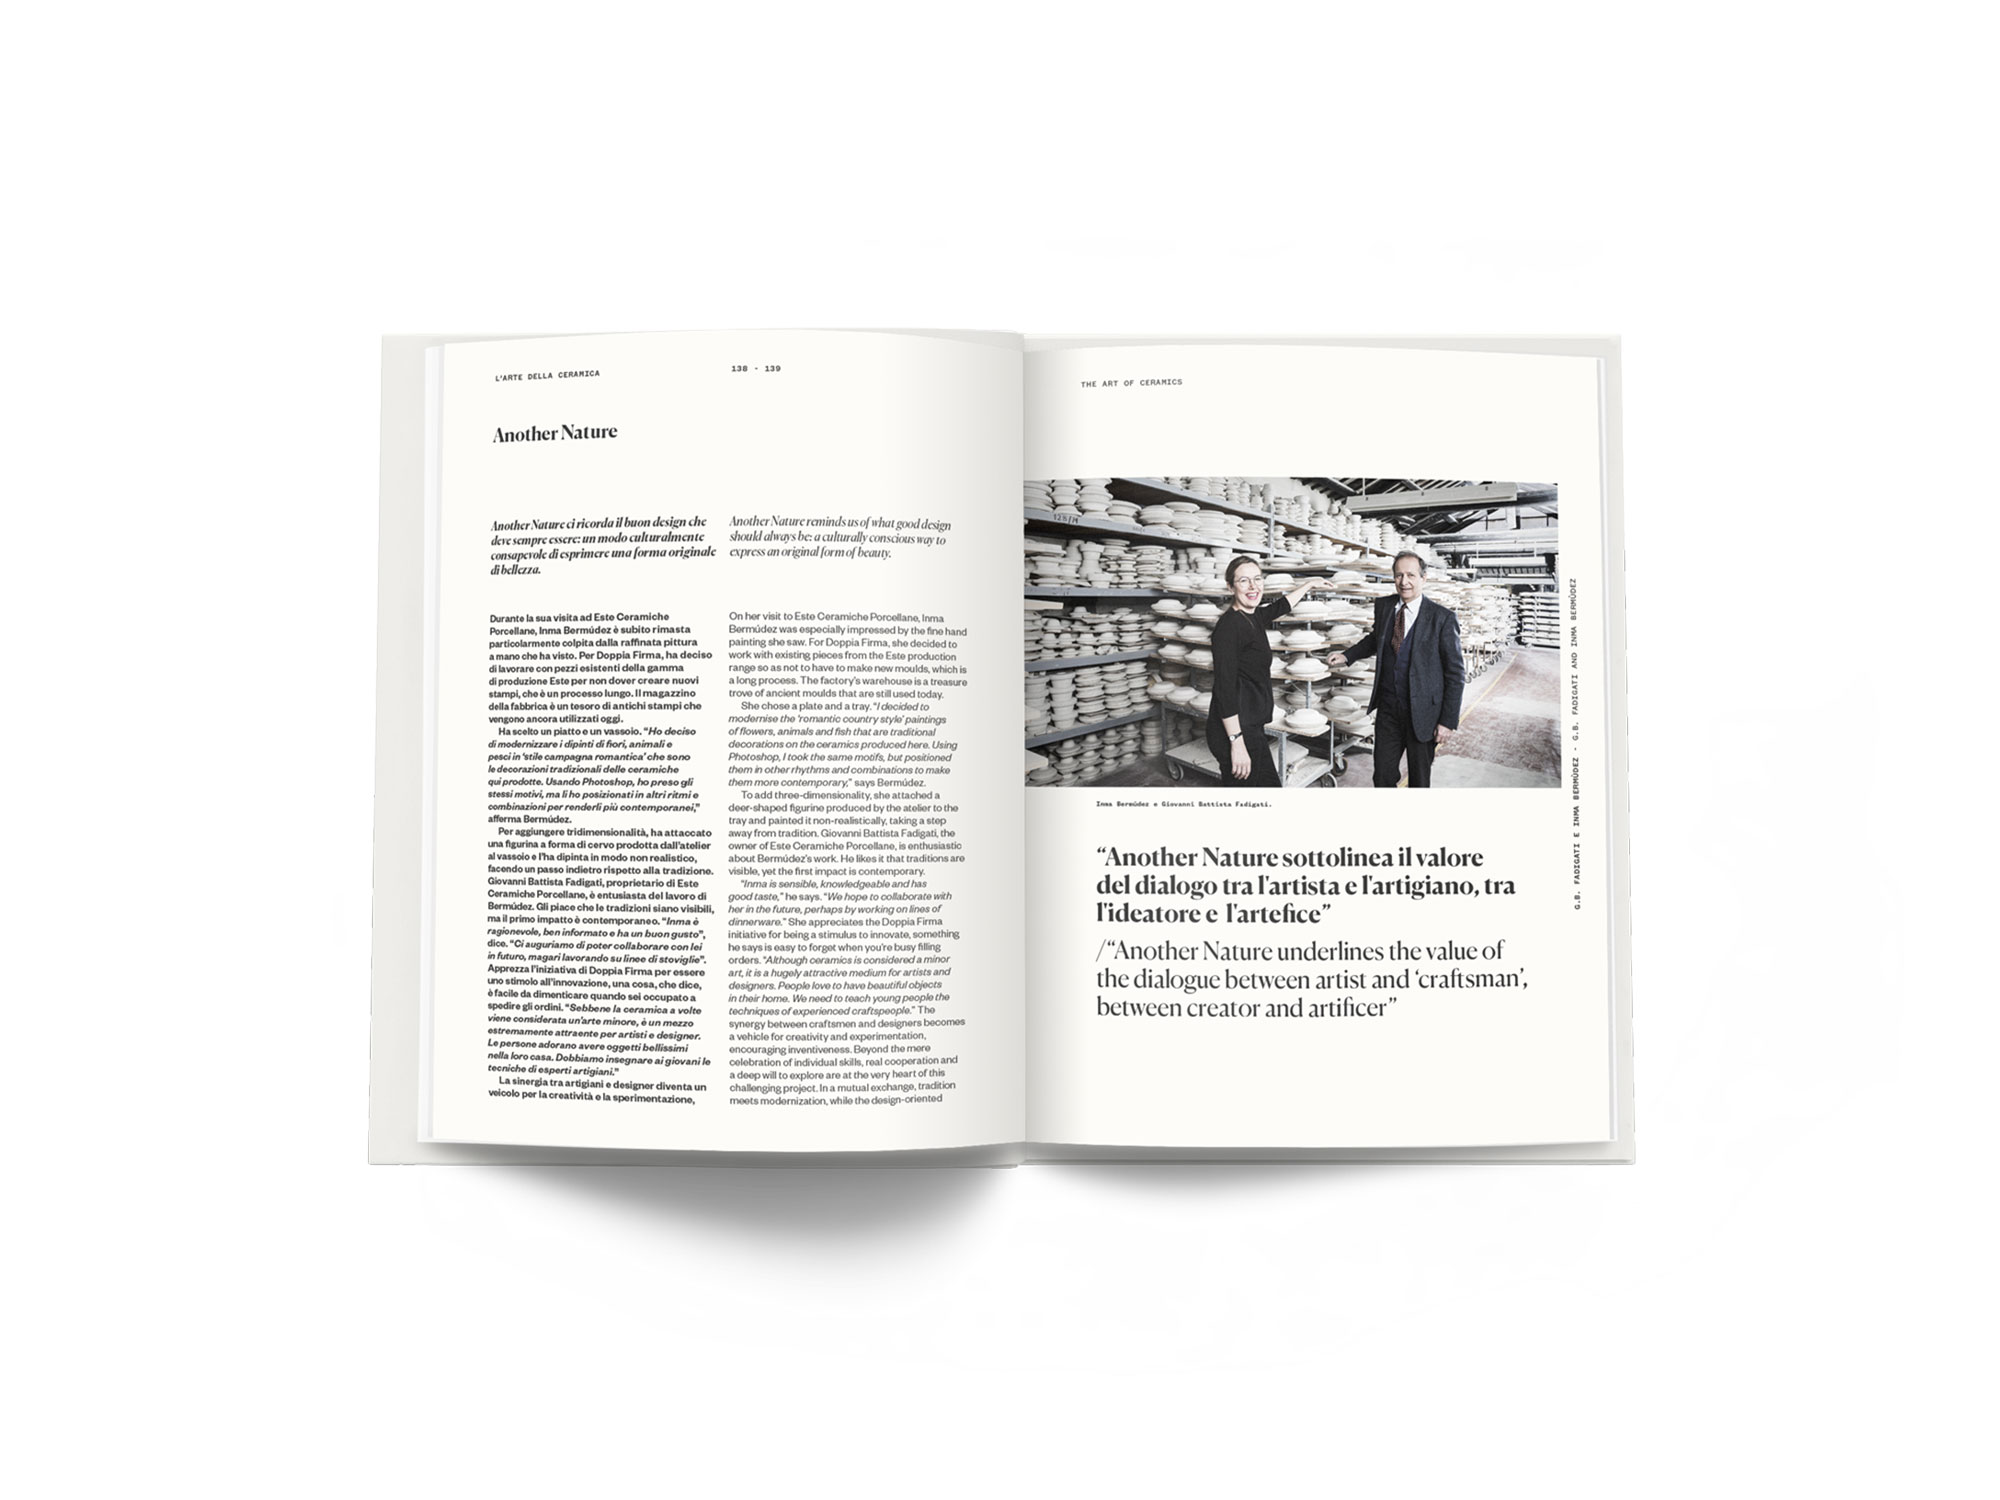 L'ARTE DELLA CERAMICA
138 - 139
Another Nature
Another Nature ci ricorda il buon design che
deve sempre essere: un modo culturalmente
consapevole di esprimere una forma originale
di bellezza.
Durante la sua visita ad Este Ceramiche
Porcellane, Inma Bermúdez è subito rimasta
particolarmente colpita dalla raffinata pittura
a mano che ha visto. Per Doppia Firma, ha deciso
di lavorare con pezzi esistenti della gamma
di produzione Este per non dover creare nuovi
stampi, che è un processo lungo. Il magazzino
della fabbrica è un tesoro di antichi stampi che
vengono ancora utilizzati oggi.
Ha scelto un piatto e un vassoio. “Ho deciso
di modernizzare i dipinti di fiori, animali e
pesci in ‘stile campagna romantica’ che sono
le decorazioni tradizionali delle ceramiche
qui prodotte. Usando Photoshop, ho preso gli
stessi motivi, ma li ho posizionati in altri ritmi e
combinazioni per renderli più contemporanei,”
afferma Bermúdez.
Per aggiungere tridimensionalità, ha attaccato
una figurina a forma di cervo prodotta dall'atelier
al vassoio e l'ha dipinta in modo non realistico,
facendo un passo indietro rispetto alla tradizione.
Giovanni Battista Fadigati, proprietario di Este
Ceramiche Porcellane, è entusiasta del lavoro di
Bermúdez. Gli piace che le tradizioni siano visibili,
ma il primo impatto è contemporaneo. “Inma è
ragionevole, ben informato e ha un buon gusto”,
dice. “Ci auguriamo di poter collaborare con lei
in futuro, magari lavorando su linee di stoviglie”.
Apprezza l'iniziativa di Doppia Firma per essere
uno stimolo all'innovazione, una cosa, che dice,
è facile da dimenticare quando sei occupato a
spedire gli ordini. “Sebbene la ceramica a volte
viene considerata un'arte minore, è un mezzo
estremamente attraente per artisti e designer.
Le persone adorano avere oggetti bellissimi
nella loro casa. Dobbiamo insegnare ai giovani le
tecniche di esperti artigiani.”
La sinergia tra artigiani e designer diventa un
veicolo per la creatività e la sperimentazione,
Another Nature reminds us of what good design
should always be: a culturally conscious way to
express an original form of beauty.
On her visit to Este Ceramiche Porcellane, Inma
Bermúdez was especially impressed by the fine hand
painting she saw. For Doppia Firma, she decided to
work with existing pieces from the Este production
range so as not to have to make new moulds, which is
a long process. The factory's warehouse is a treasure
trove of ancient moulds that are still used today.
She chose a plate and a tray. “I decided to
modernise the ‘romantic country style’ paintings
of flowers, animals and fish that are traditional
decorations on the ceramics produced here. Using
Photoshop, I took the same motifs, but positioned
them in other rhythms and combinations to make
them more contemporary,” says Bermúdez.
To add three-dimensionality, she attached a
deer-shaped figurine produced by the atelier to the
tray and painted it non-realistically, taking a step
away from tradition. Giovanni Battista Fadigati, the
owner of Este Ceramiche Porcellane, is enthusiastic
about Bermúdez's work. He likes it that traditions are
visible, yet the first impact is contemporary.
“Inma is sensible, knowledgeable and has
good taste,” he says. “We hope to collaborate with
her in the future, perhaps by working on lines of
dinnerware.” She appreciates the Doppia Firma
initiative for being a stimulus to innovate, something
he says is easy to forget when you're busy filling
orders. “Although ceramics is considered a minor
art, it is a hugely attractive medium for artists and
designers. People love to have beautiful objects
in their home. We need to teach young people the
techniques of experienced craftspeople.” The
synergy between craftsmen and designers becomes
a vehicle for creativity and experimentation,
encouraging inventiveness. Beyond the mere
celebration of individual skills, real cooperation and
a deep will to explore are at the very heart of this
challenging project. In a mutual exchange, tradition
meets modernization, while the design-oriented
THE ART OF CERAMICS
125/M
Inma Bermúdez e Giovanni Battista Fadigati.
“Another Nature sottolinea il valore
del dialogo tra l'artista e l'artigiano, tra
l'ideatore e l'artefice”
/“Another Nature underlines the value of
the dialogue between artist and ‘craftsman’,
between creator and artificer”
G.B. FADIGATI E INMA BERMÚDEZ - G.B. FADIGATI AND INMA BERMÚDEZ